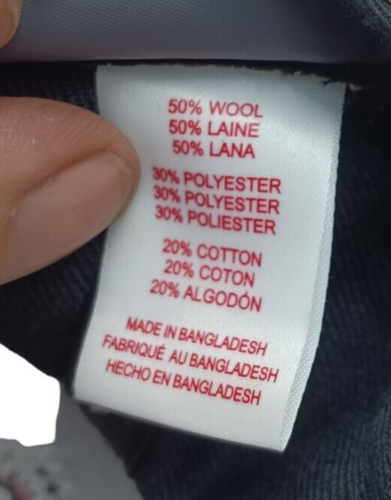 50% WOOL
50% LAINE
50% LANA
30% POLYESTER
30% POLYESTER
30% POLIESTER
20% COTTON
20% COTON
20% ALGODÓN
MADE IN BANGLADESH
FABRIQUÉ AU BANGLADESH
HECHO EN BANGLADESH